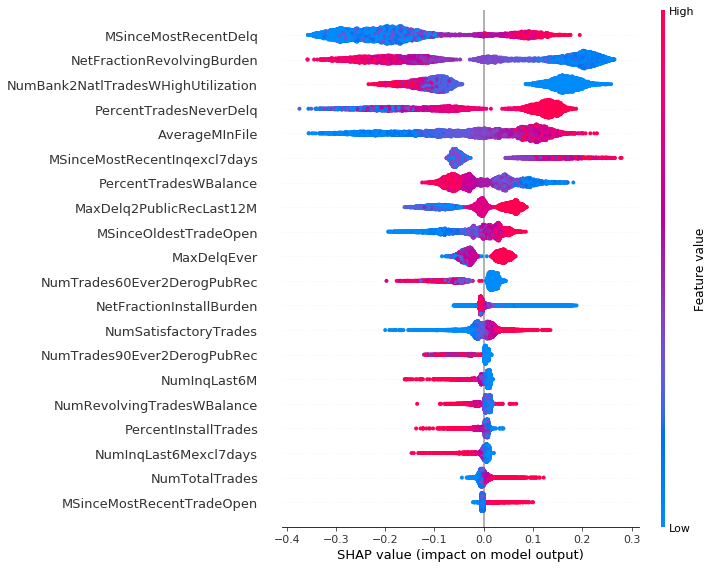 High
MSinceMostRecentDelq
NetFractionRevolvingBurden
NumBank2NatlTradesWHighUtilization
PercentTradesNeverDelq
AverageMInFile
MSinceMostRecentInqexcl7days
PercentTradesWBalance
MaxDelq2PublicRecLast12M
MSinceOldestTradeOpen
MaxDelqEver
NumTrades60Ever2DerogPubRec
NetFractionInstallBurden
NumSatisfactoryTrades
NumTrades90Ever2DerogPubRec
NumInqLast6M
NumRevolvingTradesWBalance
PercentInstallTrades
NumInqLast6Mexcl7days
NumTotalTrades
MSinceMostRecentTradeOpen
Feature value
Low
−0.4 −0.3 −0.2 −0.1 0.0 0.1 0.2 0.3
SHAP value (impact on model output)